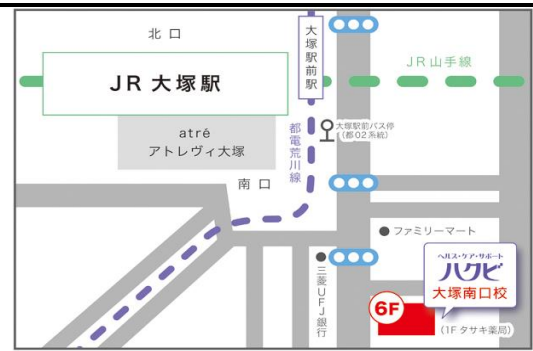 北口
大塚駅前駅
JR山手線
JR 大塚駅
atré
アトレヴィ大塚
都電荒川線
大塚駅前バス停
(都02系統)
南口
ファミリーマート
三菱UFJ銀行
ヘルス・ケア・サポート
ハクビ
大塚南口校
6F
(1F タサキ薬局)